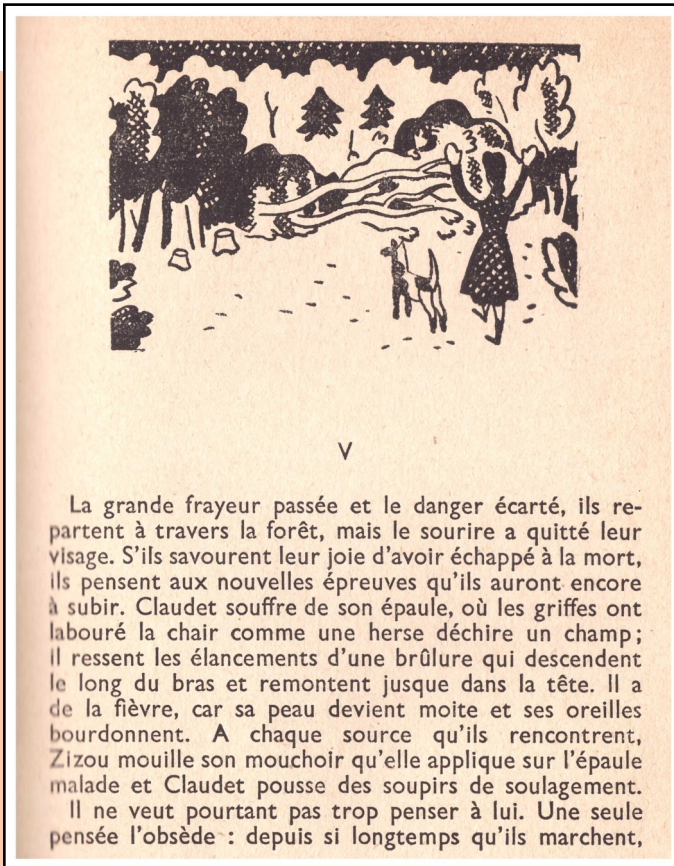 V
La grande frayeur passée et le danger écarté, ils re-
partent à travers la forêt, mais le sourire a quitté leur
visage. S'ils savourent leur joie d'avoir échappé à la mort,
ils pensent aux nouvelles épreuves qu'ils auront encore
à subir. Claudet souffre de son épaule, où les griffes ont
labouré la chair comme une herse déchire un champ ;
il ressent les élancements d'une brûlure qui descendent
le long du bras et remontent jusque dans la tête. Il a
de la fièvre, car sa peau devient moite et ses oreilles
bourdonnent. A chaque source qu'ils rencontrent,
Zizou mouille son mouchoir qu'elle applique sur l'épaule
malade et Claudet pousse des soupirs de soulagement.
Il ne veut pourtant pas trop penser à lui. Une seule
pensée l'obsède : depuis si longtemps qu'ils marchent,